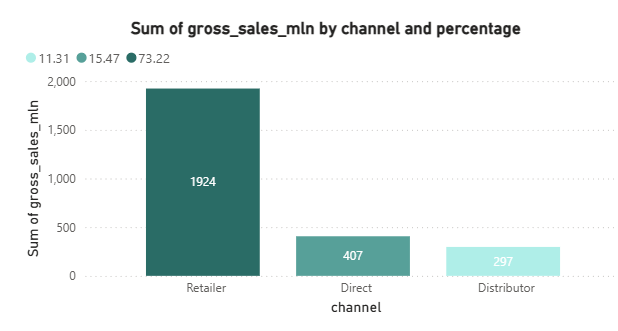 Sum of gross_sales_mln by channel and percentage
11.31 15.47 73.22
Sum of gross_sales_mln
2,000
1,500
1,000
500
0
1924
407
297
Retailer Direct Distributor
channel